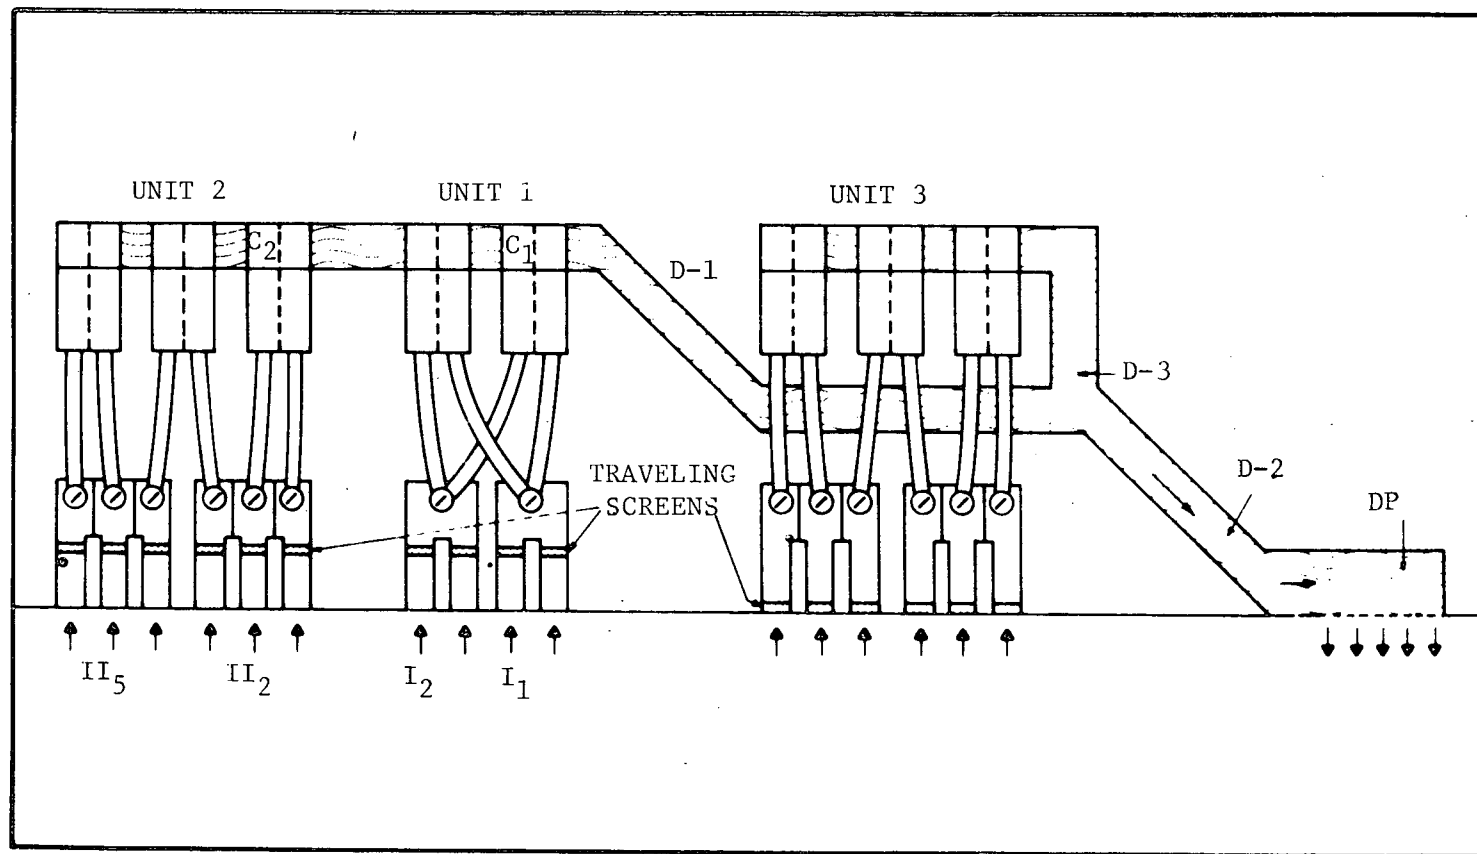 UNIT 2
UNIT 1
UNIT 3
C2
C1
D-1
D-3
TRAVELING
SCREENS
D-2
DP
II5
II2
I2
I1